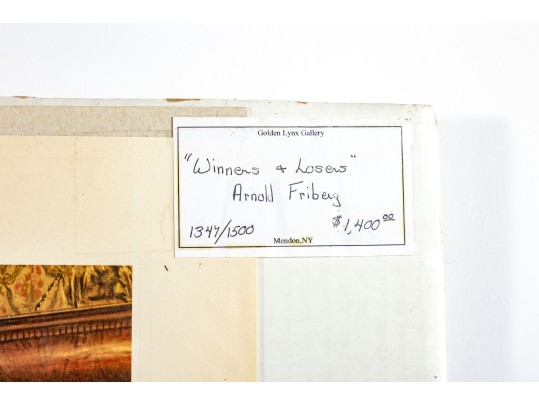 Golden Lynx Gallery
"Winners & Losers"
Arnold Friberg
1347/1500 $1,400.00
Mendon,NY